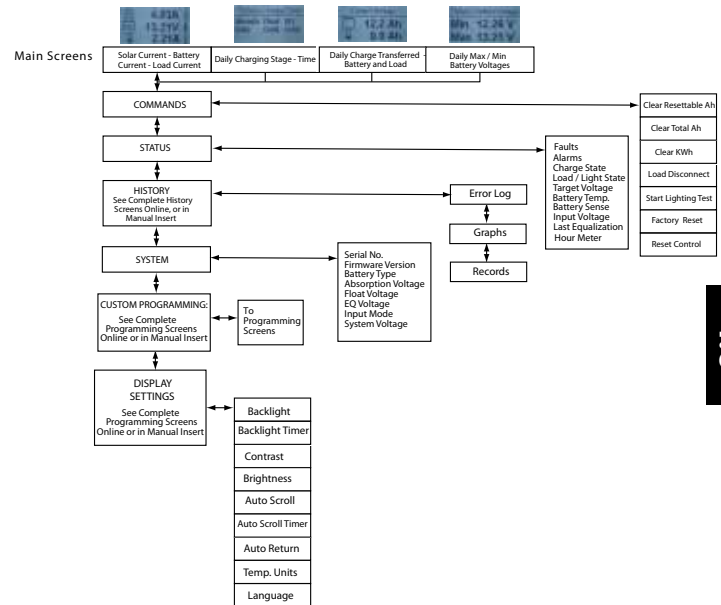 4.93A
13.21V
2.21A
12.2 Ah
9.9 Ah
Min 12.26 V
Max 13.21 V
Main Screens
Solar Current - Battery
Current - Load Current
Daily Charging Stage - Time
Daily Charge Transferred -
Battery and Load
Daily Max / Min
Battery Voltages
COMMANDS
Clear Resettable Ah
Clear Total Ah
Clear KWh
Load Disconnect
Start Lighting Test
Factory Reset
Reset Control
STATUS
Faults
Alarms
Charge State
Load / Light State
Target Voltage
Battery Temp.
Battery Sense
Input Voltage
Last Equalization
Hour Meter
HISTORY
See Complete History
Screens Online, or in
Manual Insert
Error Log
Graphs
Records
SYSTEM
Serial No.
Firmware Version
Battery Type
Absorption Voltage
Float Voltage
EQ Voltage
Input Mode
System Voltage
CUSTOM PROGRAMMING:
See Complete
Programming Screens
Online or in Manual Insert
To
Programming
Screens
DISPLAY
SETTINGS
See Complete
Programming Screens
Online or in Manual Insert
Backlight
Backlight Timer
Contrast
Brightness
Auto Scroll
Auto Scroll Timer
Auto Return
Temp. Units
Language